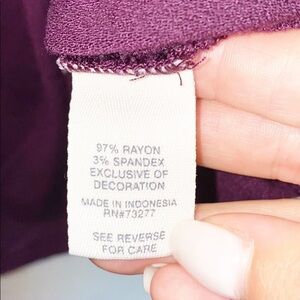 97% RAYON
3% SPANDEX
EXCLUSIVE OF
DECORATION
MADE IN INDONESIA
RN#73277
SEE REVERSE
FOR CARE